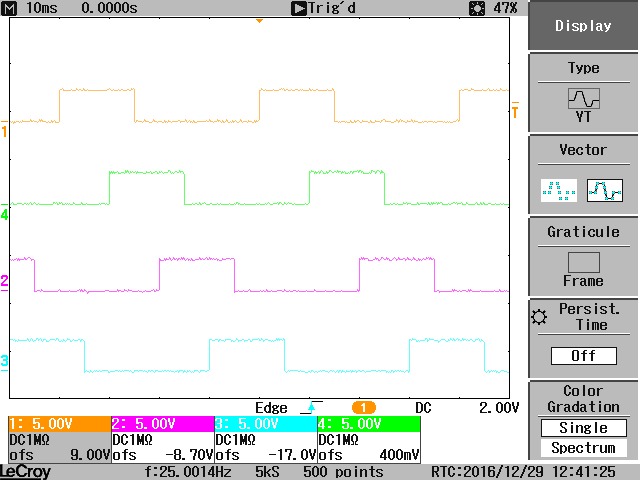 M 10ms 0.0000s Trig'd 47%
Display
Type
YT
Vector
Graticule
Frame
Persist.
Time
Off
Color
Gradation
Single
Spectrum
1
T
4
2
3
Edge 1 DC 2.00V
1: 5.00V 2: 5.00V 3: 5.00V 4: 5.00V
DC1MΩ DC1MΩ DC1MΩ DC1MΩ
ofs 9.00V ofs -8.70V ofs -17.0V ofs 400mV
LeCroy f:25.0014Hz 5kS 500 points RTC:2016/12/29 12:41:25